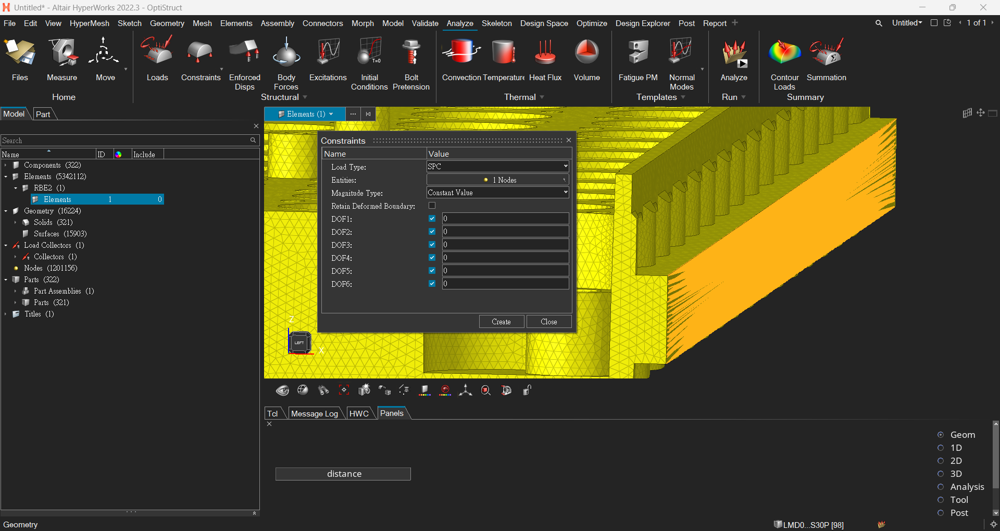 Untitled* - Altair HyperWorks 2022.3 - OptiStruct
File Edit View HyperMesh Sketch Geometry Mesh Elements Assembly Connectors Morph Model Validate Analyze Skeleton Design Space Optimize Design Explorer Post Report
Untitled 1 of 1
Files Measure Move Loads Constraints Enforced Disps Body Forces Excitations Initial Conditions Bolt Pretension Convection Temperature Heat Flux Volume Fatigue PM Normal Modes Analyze Contour Loads Summation
T=0
Home Structural Thermal Templates Run Summary
Model Part
Search
Name ID Include
Components (322)
Elements (5342112)
RBE2 (1)
Elements 1 0
Geometry (16224)
Solids (321)
Surfaces (15903)
Load Collectors (1)
Collectors (1)
Nodes (1201156)
Parts (322)
Part Assemblies (1)
Parts (321)
Titles (1)
Elements (1)
Constraints
Name Value
Load Type: SPC
Entities: 1 Nodes
Magnitude Type: Constant Value
Retain Deformed Boundary:
DOF1: 0
DOF2: 0
DOF3: 0
DOF4: 0
DOF5: 0
DOF6: 0
Create Close
Z
LEFT
X
Tcl Message Log HWC Panels
distance
Geom
1D
2D
3D
Analysis
Tool
Post
Geometry
LMD0...S30P [98]